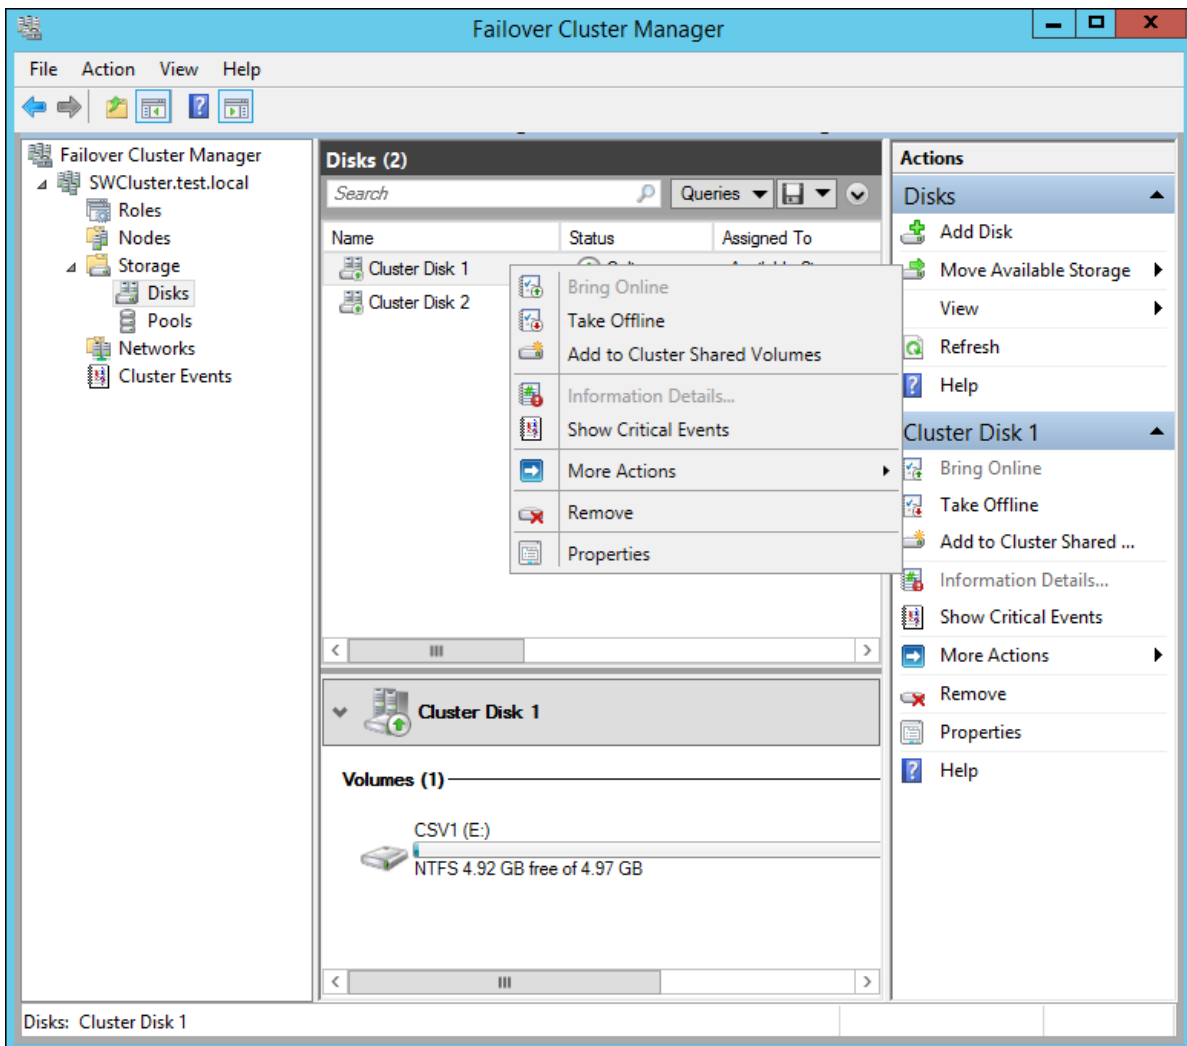 Failover Cluster Manager
File Action View Help
Failover Cluster Manager
SWCluster.test.local
Roles
Nodes
Storage
Disks
Pools
Networks
Cluster Events
Disks (2)
Search
Queries
Name Status Assigned To
Cluster Disk 1
Cluster Disk 2
Bring Online
Take Offline
Add to Cluster Shared Volumes
Information Details...
Show Critical Events
More Actions
Remove
Properties
Cluster Disk 1
Volumes (1)
CSV1 (E:)
NTFS 4.92 GB free of 4.97 GB
Actions
Disks
Add Disk
Move Available Storage
View
Refresh
Help
Cluster Disk 1
Bring Online
Take Offline
Add to Cluster Shared ...
Information Details...
Show Critical Events
More Actions
Remove
Properties
Help
Disks: Cluster Disk 1